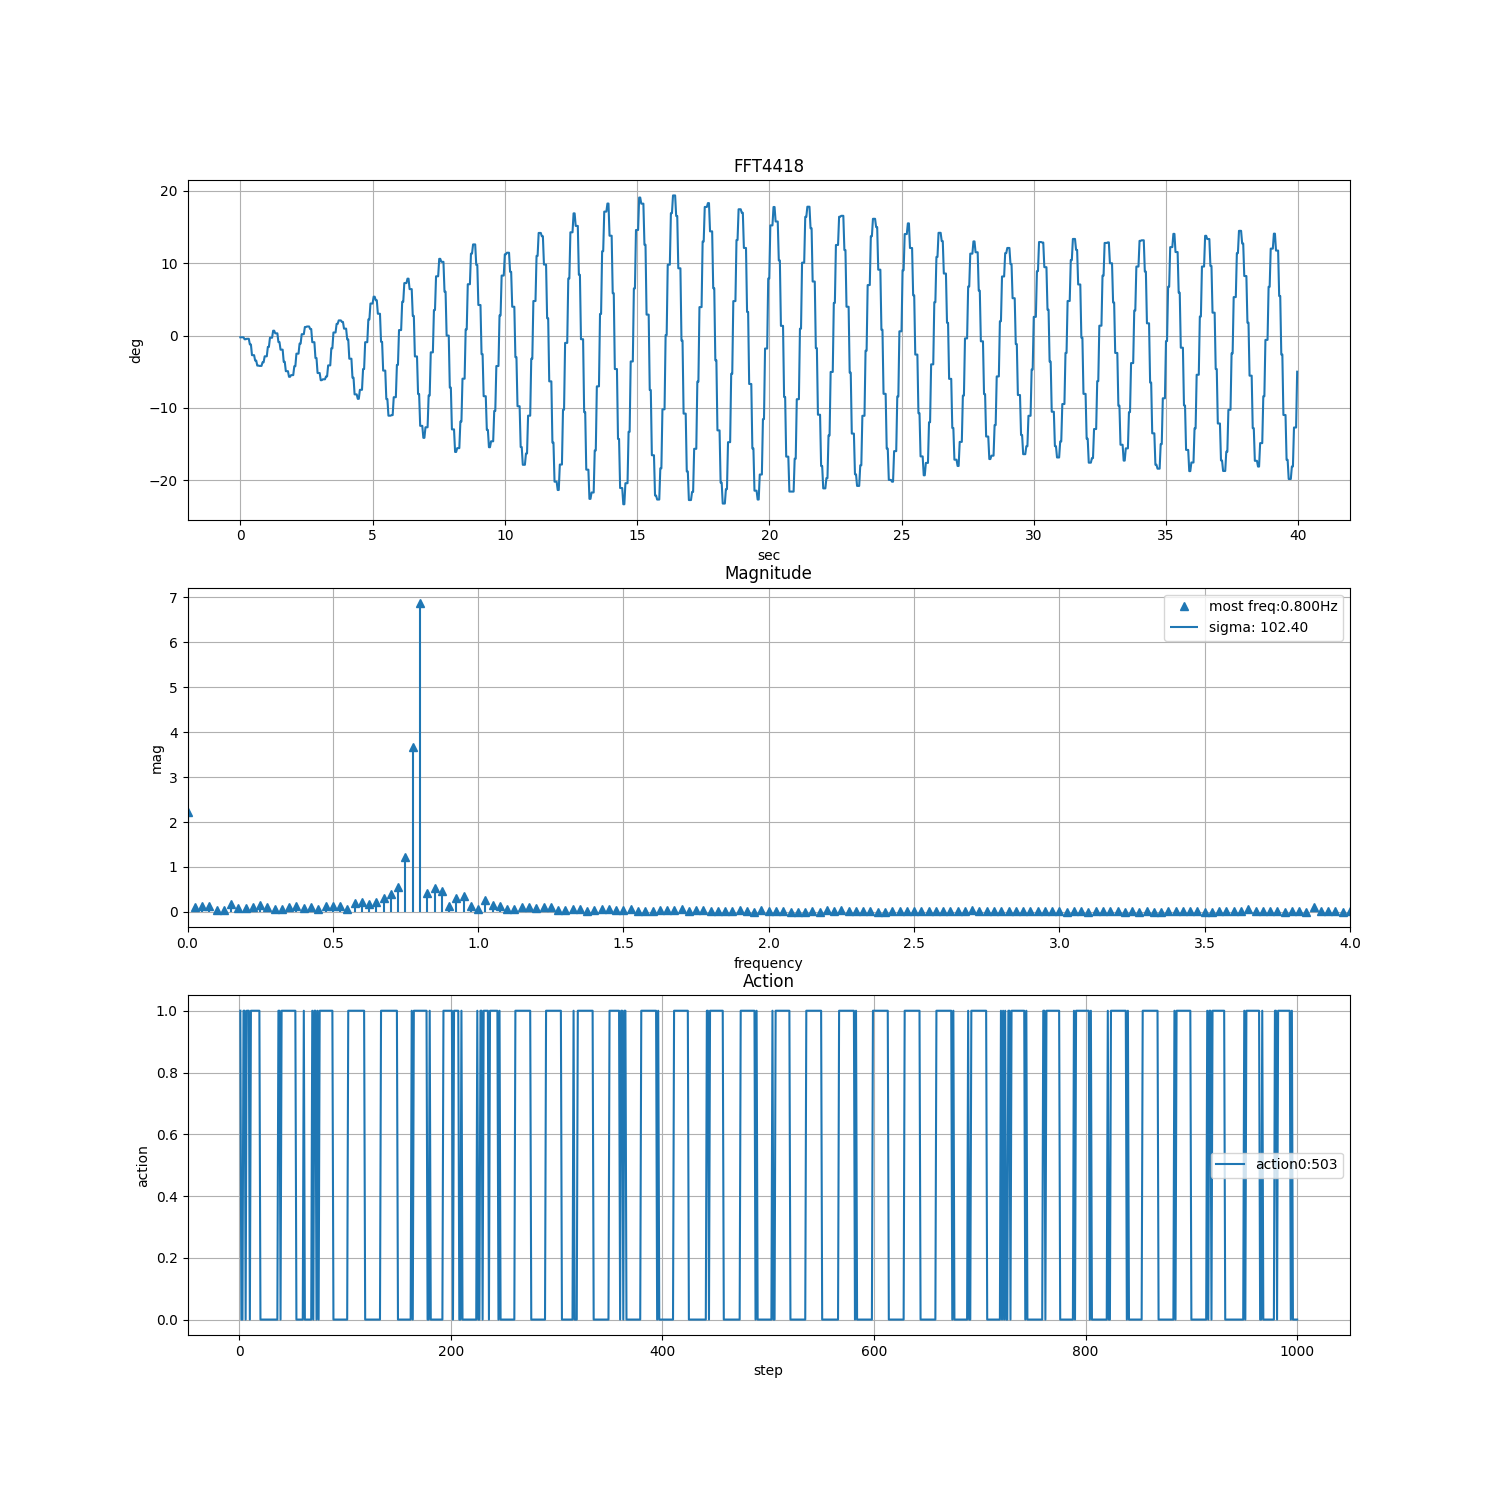 FFT4418
20
10
0
−10
−20
deg
0 5 10 15 20 25 30 35 40
sec
Magnitude
7
6
5
4
3
2
1
0
mag
most freq:0.800Hz
sigma: 102.40
0.0 0.5 1.0 1.5 2.0 2.5 3.0 3.5 4.0
frequency
Action
1.0
0.8
0.6
0.4
0.2
0.0
action
action0:503
0 200 400 600 800 1000
step